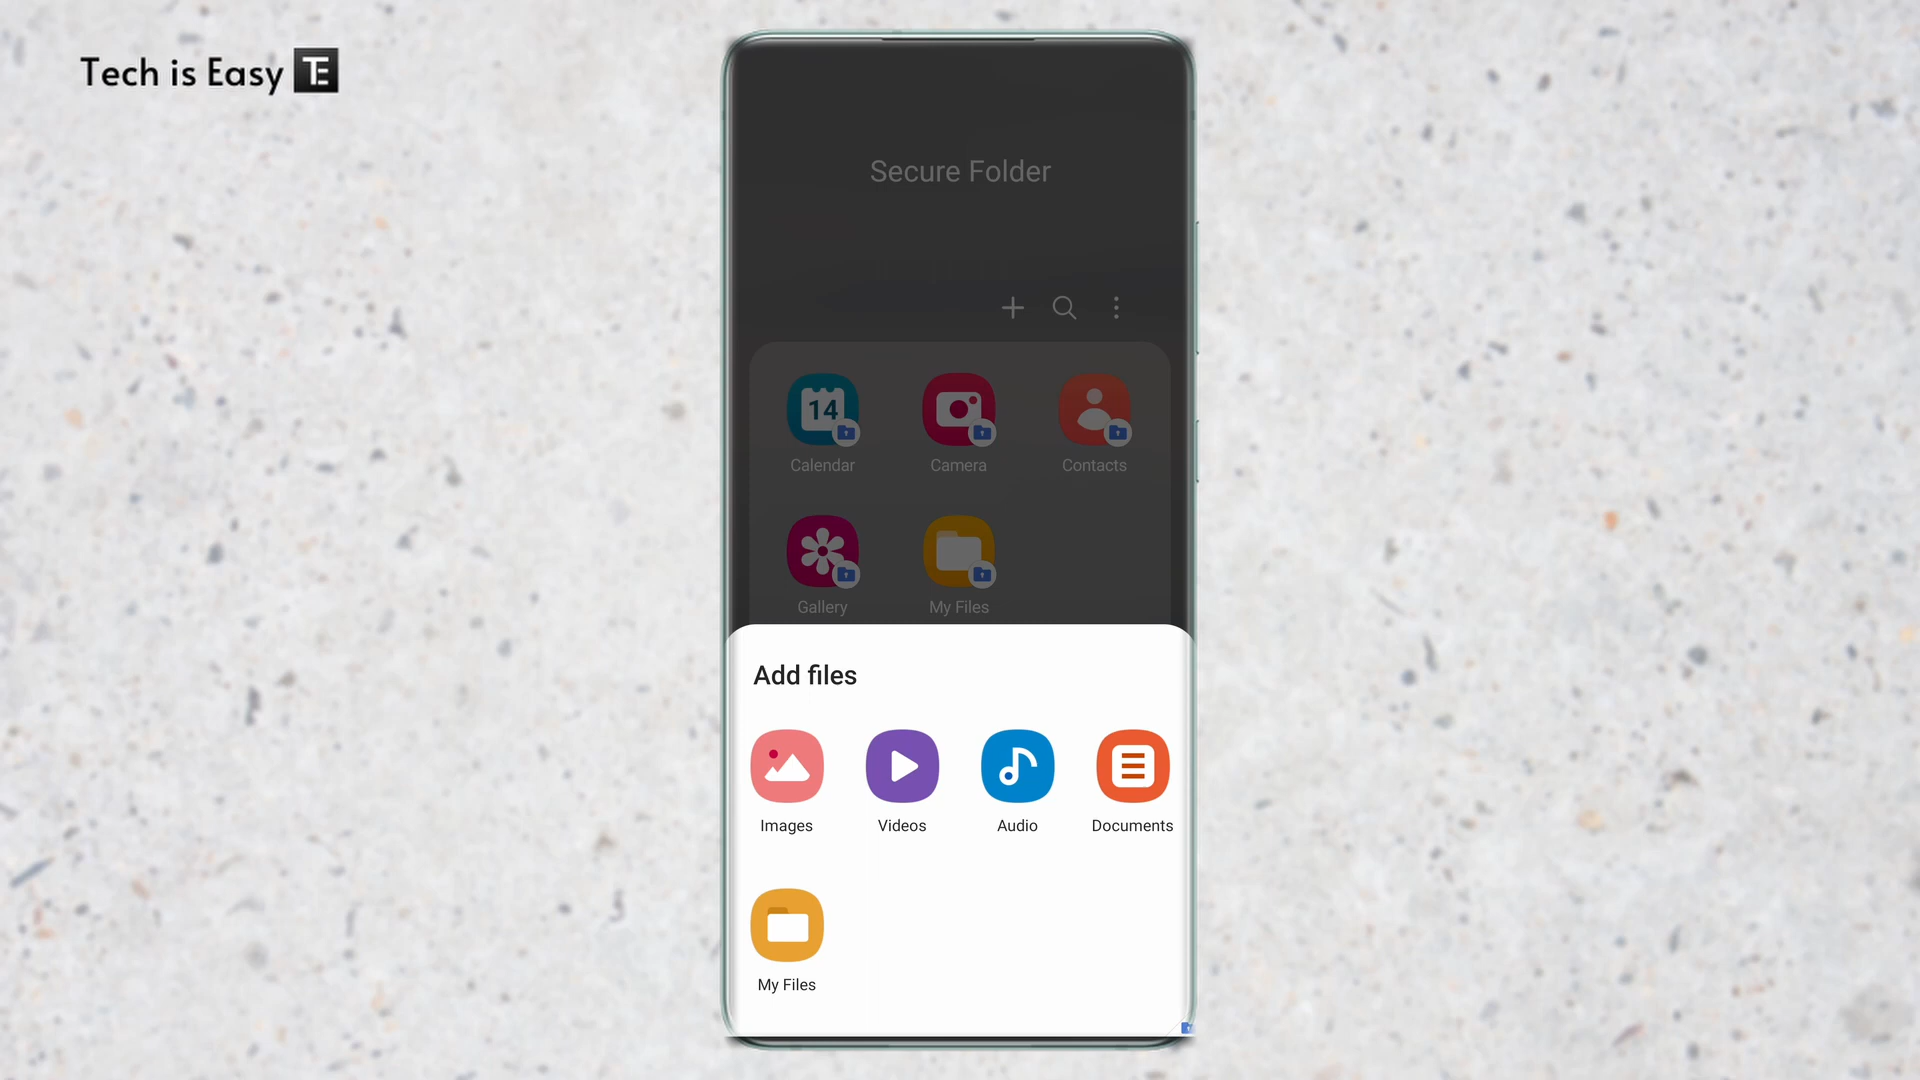 Tech is Easy TE
Secure Folder
14
Calendar
Camera
Contacts
Gallery
My Files
Add files
Images
Videos
Audio
Documents
My Files